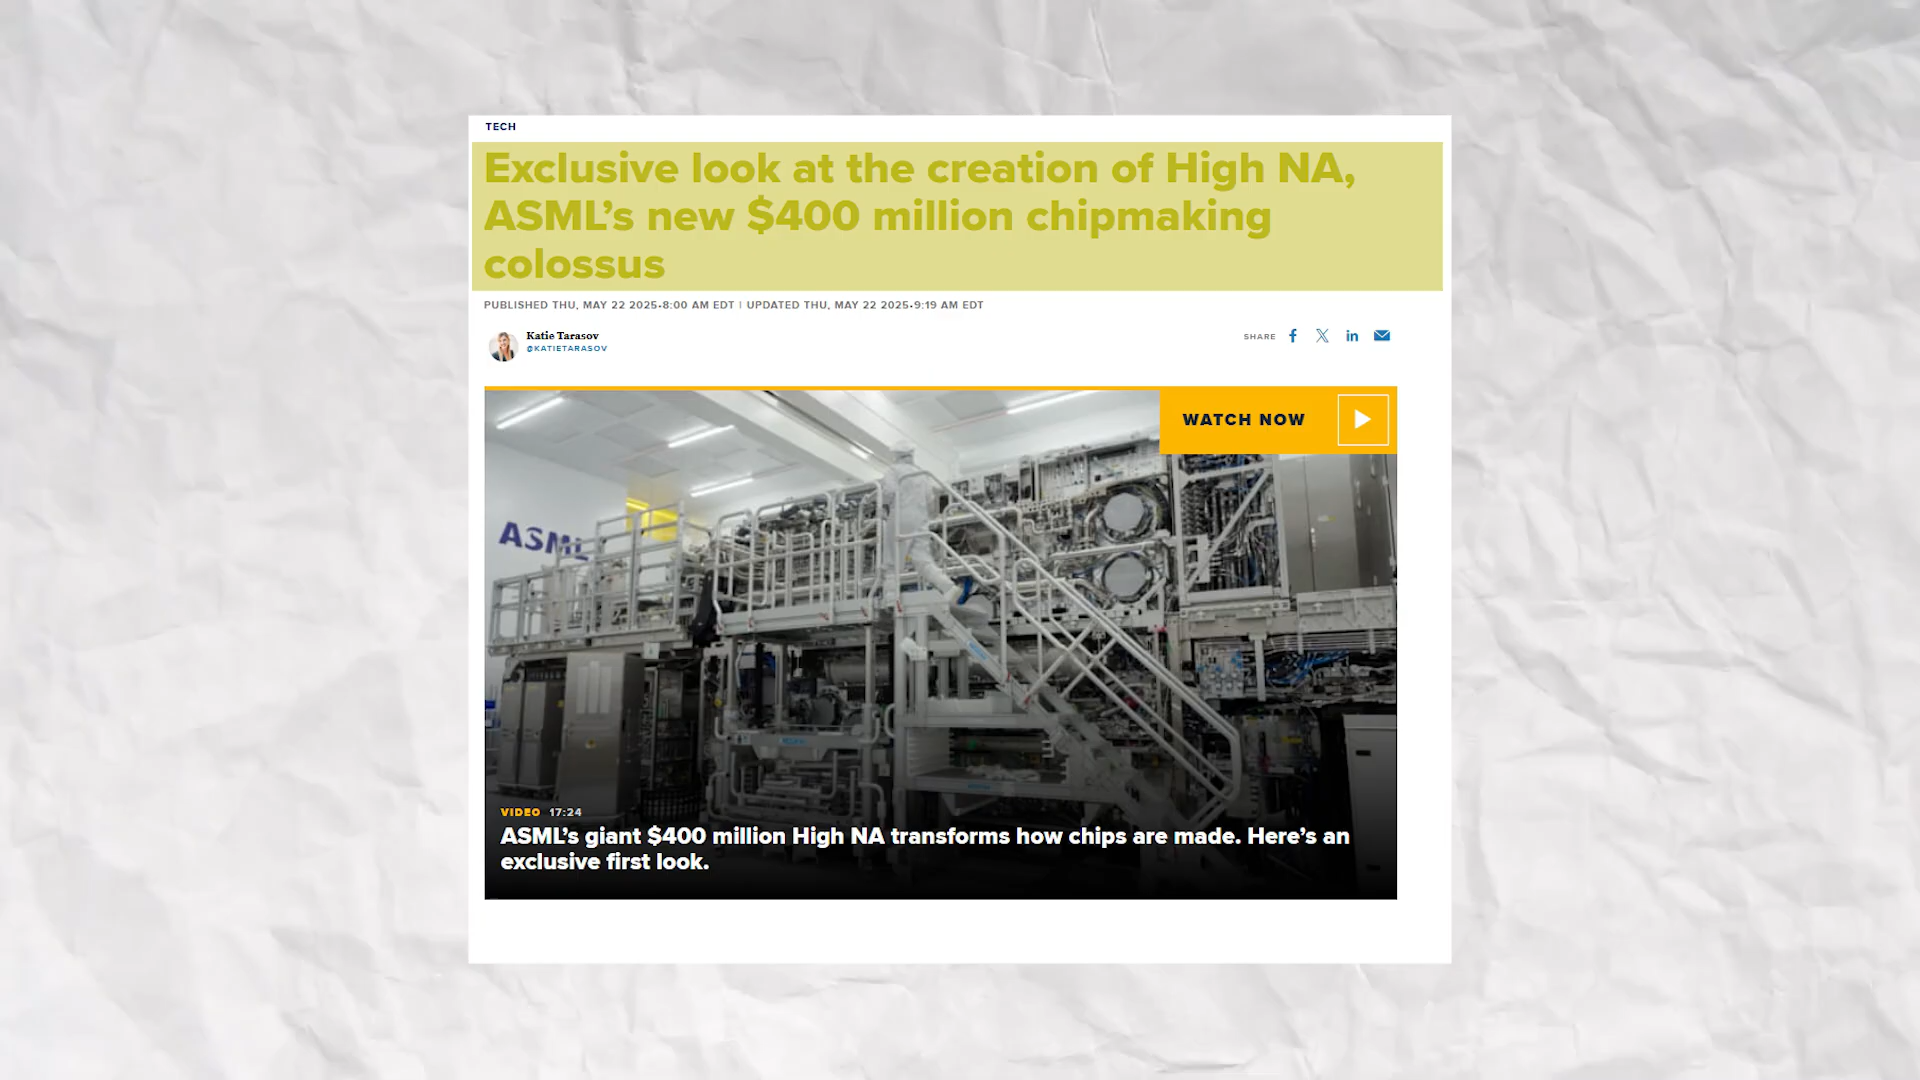 TECH
Exclusive look at the creation of High NA,
ASML’s new $400 million chipmaking
colossus
PUBLISHED THU, MAY 22 2025•8:00 AM EDT | UPDATED THU, MAY 22 2025•9:19 AM EDT
Katie Tarasov
@KATIETARASOV
SHARE
WATCH NOW
ASML
VIDEO 17:24
ASML’s giant $400 million High NA transforms how chips are made. Here’s an
exclusive first look.